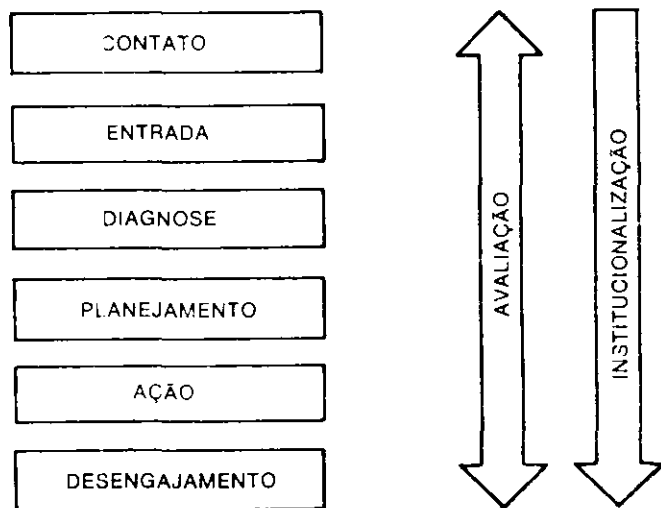 CONTATO
ENTRADA
DIAGNOSE
PLANEJAMENTO
AÇÃO
DESENGAJAMENTO
AVALIAÇÃO
INSTITUCIONALIZAÇÃO